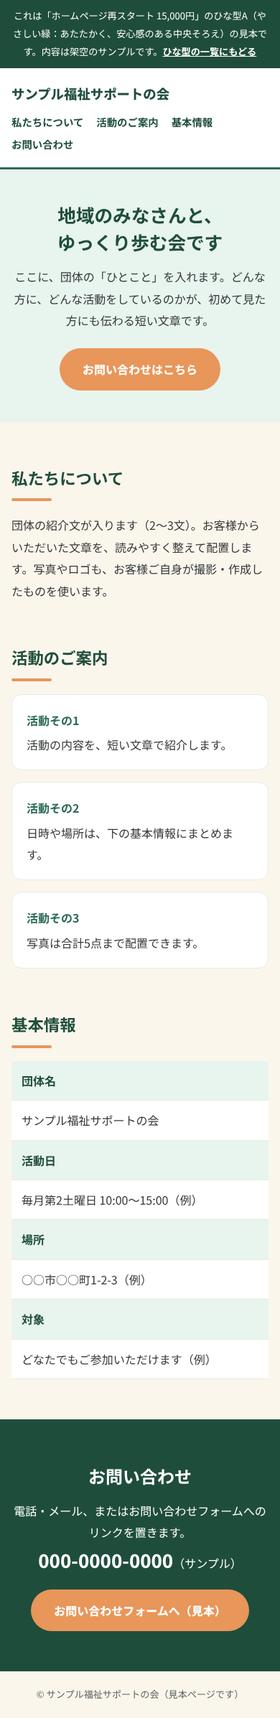 これは「ホームページ再スタート 15,000円」のひな型A（や
さしい緑：あたたかく、安心感のある中央そろえ）の見本で
す。内容は架空のサンプルです。ひな型の一覧にもどる
サンプル福祉サポートの会
私たちについて 活動のご案内 基本情報
お問い合わせ
地域のみなさんと、
ゆっくり歩む会です
ここに、団体の「ひとこと」を入れます。どんな
方に、どんな活動をしているのかが、初めて見た
方にも伝わる短い文章です。
お問い合わせはこちら
私たちについて
団体の紹介文が入ります（2〜3文）。お客様から
いただいた文章を、読みやすく整えて配置しま
す。写真やロゴも、お客様ご自身が撮影・作成し
たものを使います。
活動のご案内
活動その1
活動の内容を、短い文章で紹介します。
活動その2
日時や場所は、下の基本情報にまとめま
す。
活動その3
写真は合計5点まで配置できます。
基本情報
団体名
サンプル福祉サポートの会
活動日
毎月第2土曜日 10:00〜15:00（例）
場所
〇〇市〇〇町1-2-3（例）
対象
どなたでもご参加いただけます（例）
お問い合わせ
電話・メール、またはお問い合わせフォームへの
リンクを置きます。
000-0000-0000（サンプル）
お問い合わせフォームへ（見本）
© サンプル福祉サポートの会（見本ページです）